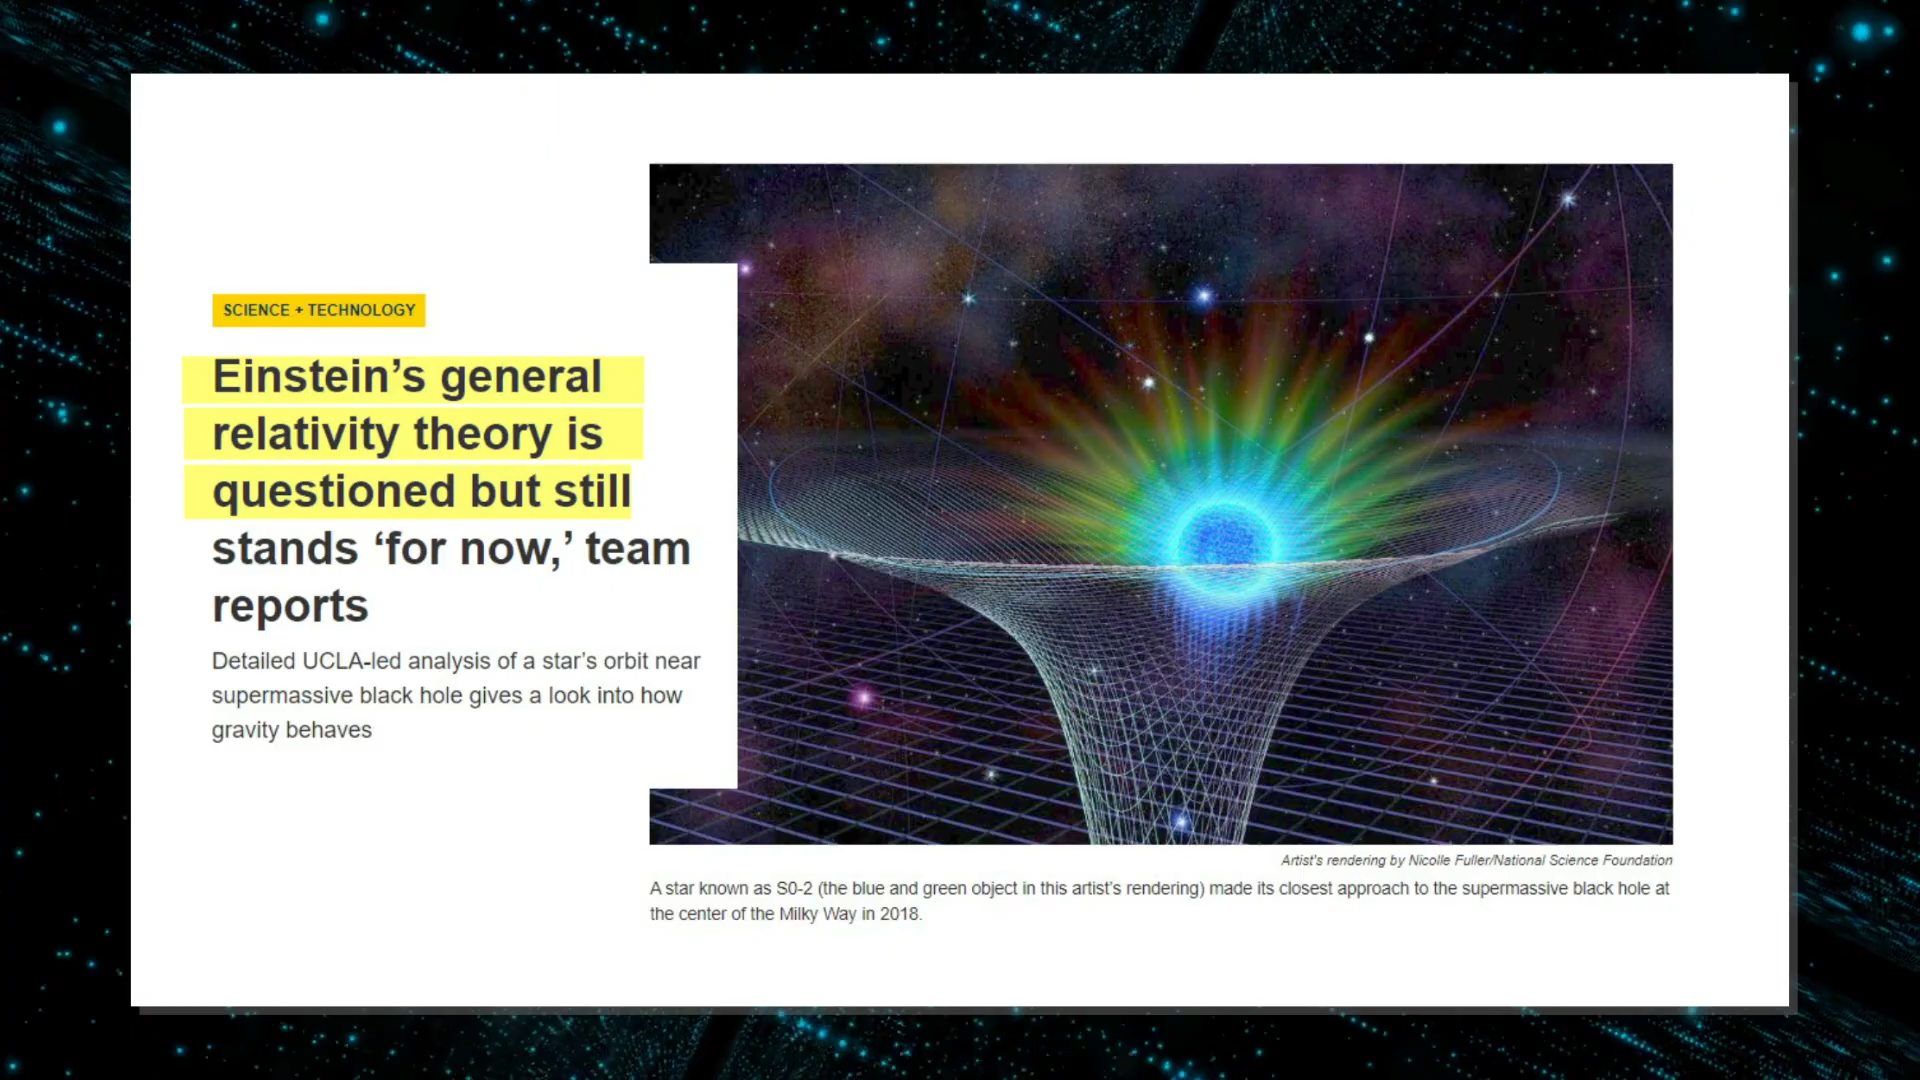 SCIENCE + TECHNOLOGY
Einstein’s general
relativity theory is
questioned but still
stands ‘for now,’ team
reports
Detailed UCLA-led analysis of a star’s orbit near
supermassive black hole gives a look into how
gravity behaves
Artist's rendering by Nicolle Fuller/National Science Foundation
A star known as S0-2 (the blue and green object in this artist’s rendering) made its closest approach to the supermassive black hole at
the center of the Milky Way in 2018.